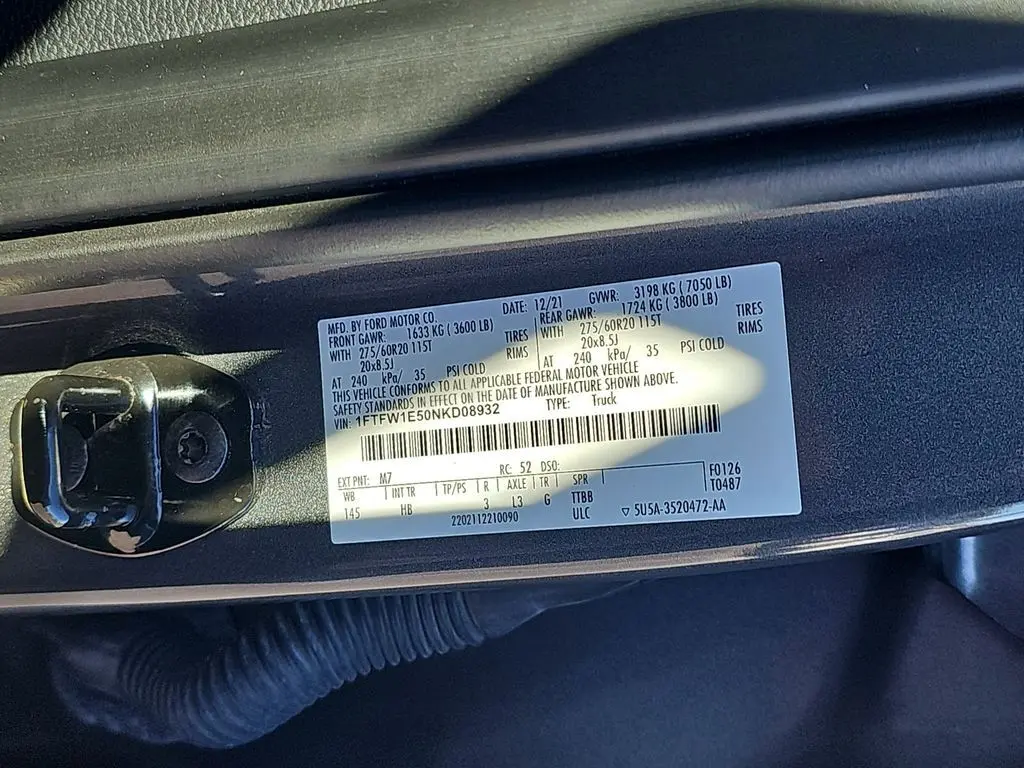 MFD. BY FORD MOTOR CO. DATE: 12/21 GVWR: 3198 KG ( 7050 LB)
FRONT GAWR: 1633 KG ( 3600 LB) REAR GAWR: 1724 KG ( 3800 LB)
WITH 275/60R20 115T TIRES WITH 275/60R20 115T TIRES
20x8.5J RIMS 20x8.5J RIMS
AT 240 kPa/ 35 PSI COLD AT 240 kPa/ 35 PSI COLD
THIS VEHICLE CONFORMS TO ALL APPLICABLE FEDERAL MOTOR VEHICLE
SAFETY STANDARDS IN EFFECT ON THE DATE OF MANUFACTURE SHOWN ABOVE.
VIN: 1FTFW1E50NKD08932 TYPE: Truck
EXT PNT: M7 RC: 52 DSO: F0126
WB INT TR TP/PS R AXLE TR SPR T0487
145 HB 3 L3 G TTBB
2202112210090 ULC ▽ 5U5A-3520472-AA